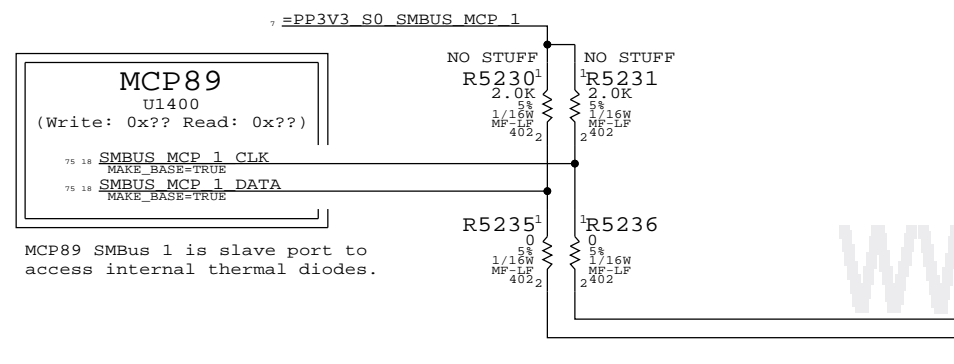 7 =PP3V3_S0_SMBUS_MCP_1
NO STUFF NO STUFF
MCP89
U1400
(Write: 0x?? Read: 0x??)
R5230 1
2.0K
5%
1/16W
MF-LF
402 2
1 R5231
2.0K
5%
1/16W
MF-LF
2 402
75 18 SMBUS_MCP_1_CLK
MAKE_BASE=TRUE
75 18 SMBUS_MCP_1_DATA
MAKE_BASE=TRUE
R5235 1
0
5%
1/16W
MF-LF
402 2
1 R5236
0
5%
1/16W
MF-LF
2 402
MCP89 SMBus 1 is slave port to
access internal thermal diodes.